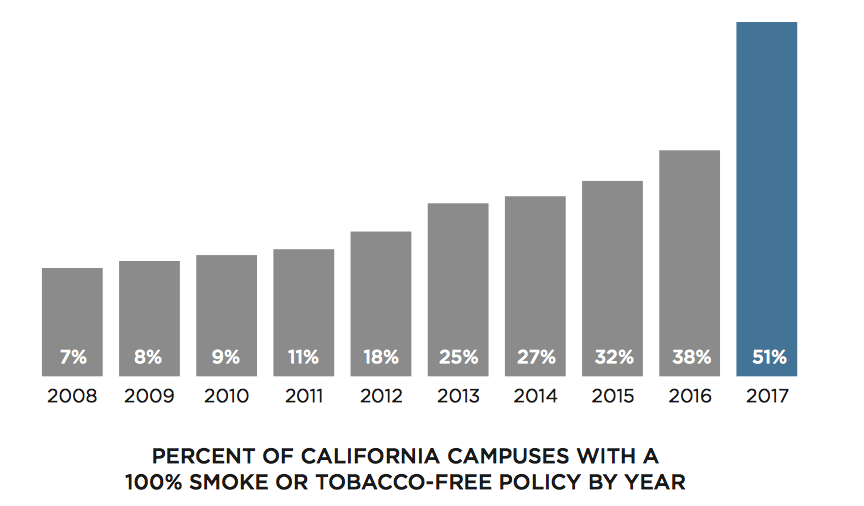 7% 8% 9% 11% 18% 25% 27% 32% 38% 51%
2008 2009 2010 2011 2012 2013 2014 2015 2016 2017
PERCENT OF CALIFORNIA CAMPUSES WITH A
100% SMOKE OR TOBACCO-FREE POLICY BY YEAR